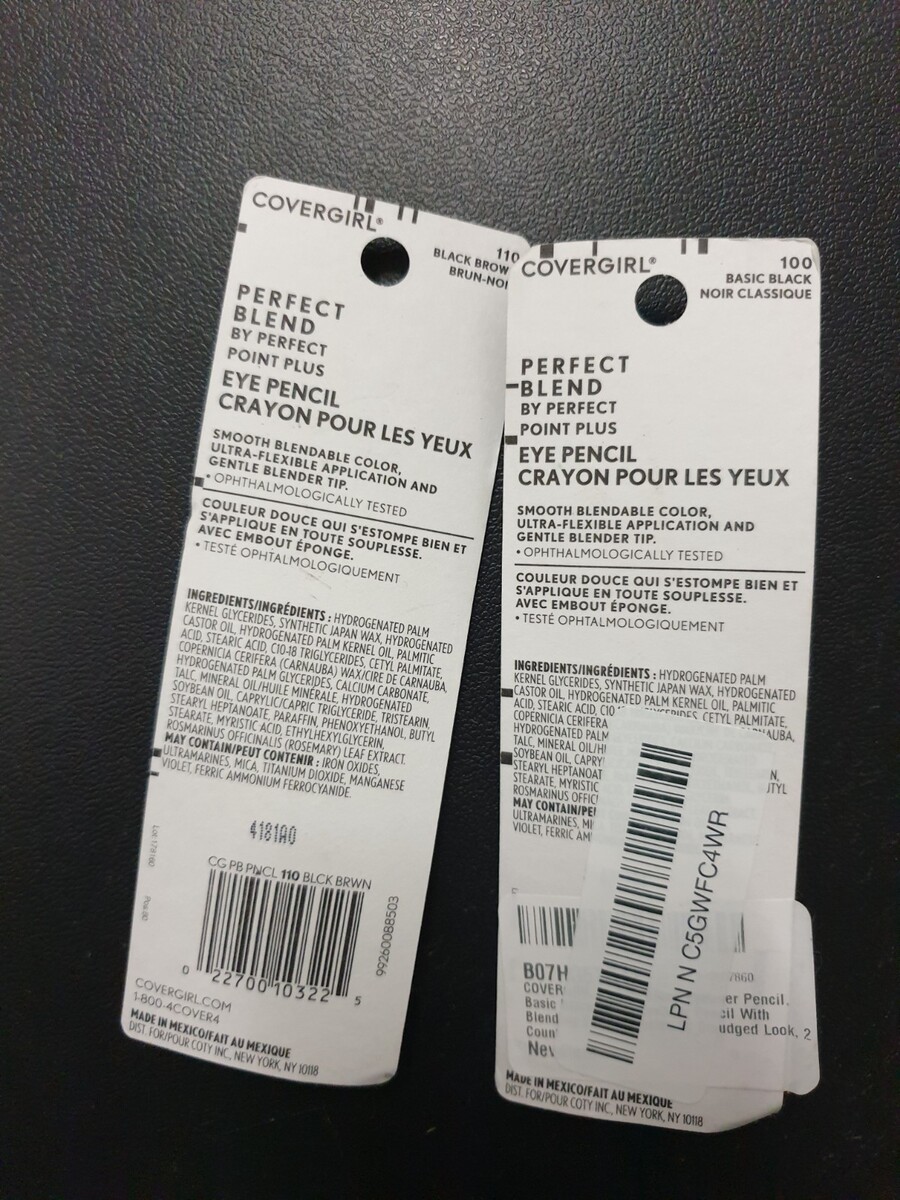 COVERGIRL®
110
BLACK BROW
BRUN-NOI
PERFECT
BLEND
BY PERFECT
POINT PLUS
EYE PENCIL
CRAYON POUR LES YEUX
SMOOTH BLENDABLE COLOR,
ULTRA-FLEXIBLE APPLICATION AND
GENTLE BLENDER TIP.
• OPHTHALMOLOGICALLY TESTED
COULEUR DOUCE QUI S'ESTOMPE BIEN ET
S'APPLIQUE EN TOUTE SOUPLESSE.
AVEC EMBOUT ÉPONGE.
• TESTÉ OPHTALMOLOGIQUEMENT
INGREDIENTS/INGRÉDIENTS : HYDROGENATED PALM
KERNEL GLYCERIDES, SYNTHETIC JAPAN WAX, HYDROGENATED
CASTOR OIL, HYDROGENATED PALM KERNEL OIL, PALMITIC
ACID, STEARIC ACID, C10-18 TRIGLYCERIDES, CETYL PALMITATE,
COPERNICIA CERIFERA (CARNAUBA) WAX/CIRE DE CARNAUBA,
HYDROGENATED PALM GLYCERIDES, CALCIUM CARBONATE,
TALC, MINERAL OIL/HUILE MINERALE, HYDROGENATED
SOYBEAN OIL, CAPRYLIC/CAPRIC TRIGLYCERIDE, TRISTEARIN,
STEARYL HEPTANOATE, PARAFFIN, PHENOXYETHANOL, BUTYL
STEARATE, MYRISTIC ACID, ETHYLHEXYLGLYCERIN,
ROSMARINUS OFFICINALIS (ROSEMARY) LEAF EXTRACT.
MAY CONTAIN/PEUT CONTENIR : IRON OXIDES,
ULTRAMARINES, MICA, TITANIUM DIOXIDE, MANGANESE
VIOLET, FERRIC AMMONIUM FERROCYANIDE.
4181A0
CG PB PNCL 110 BLCK BRWN
0 22700 10322 5
99260088503
COVERGIRL.COM
1-800-4COVER4
MADE IN MEXICO/FAIT AU MEXIQUE
DIST. FOR/POUR COTY INC., NEW YORK, NY 10118
COVERGIRL®
100
BASIC BLACK
NOIR CLASSIQUE
PERFECT
BLEND
BY PERFECT
POINT PLUS
EYE PENCIL
CRAYON POUR LES YEUX
SMOOTH BLENDABLE COLOR,
ULTRA-FLEXIBLE APPLICATION AND
GENTLE BLENDER TIP.
• OPHTHALMOLOGICALLY TESTED
COULEUR DOUCE QUI S'ESTOMPE BIEN ET
S'APPLIQUE EN TOUTE SOUPLESSE.
AVEC EMBOUT ÉPONGE.
• TESTÉ OPHTALMOLOGIQUEMENT
INGREDIENTS/INGRÉDIENTS : HYDROGENATED PALM
KERNEL GLYCERIDES, SYNTHETIC JAPAN WAX, HYDROGENATED
CASTOR OIL, HYDROGENATED PALM KERNEL OIL, PALMITIC
ACID, STEARIC ACID, C10 CETYL PALMITATE,
COPERNICIA CERIFERA NAUBA,
HYDROGENATED PALM
TALC, MINERAL OIL/H
SOYBEAN OIL, CAPRY N,
STEARYL HEPTANOAT UTYL
STEARATE, MYRISTIC
ROSMARINUS OFFICI
MAY CONTAIN/PE
ULTRAMARINES, MI
VIOLET, FERRIC AM
LPN N C5GWFC4WR
B07H 7860
COVER er Pencil,
Basic cil With
Blend udged Look, 2
Coun
Nev
MADE IN MEXICO/FAIT AU MEXIQUE
DIST. FOR/POUR COTY INC., NEW YORK, NY 10118